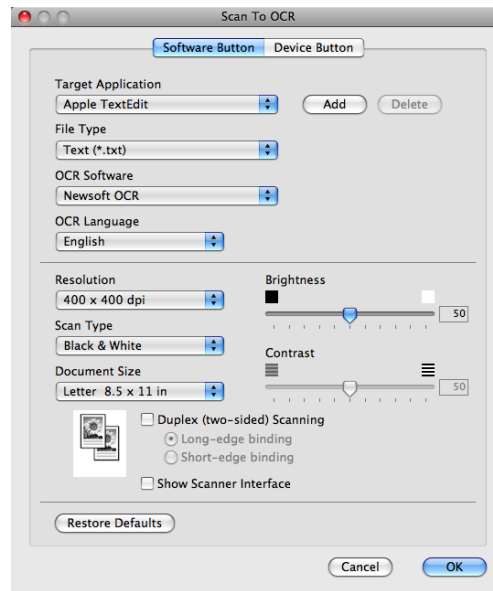 Scan To OCR
Software Button Device Button
Target Application
Apple TextEdit Add Delete
File Type
Text (*.txt)
OCR Software
Newsoft OCR
OCR Language
English
Resolution Brightness
400 x 400 dpi 50
Scan Type
Black & White
Contrast
Document Size
Letter 8.5 x 11 in 50
Duplex (two-sided) Scanning
Long-edge binding
Short-edge binding
Show Scanner Interface
Restore Defaults
Cancel OK